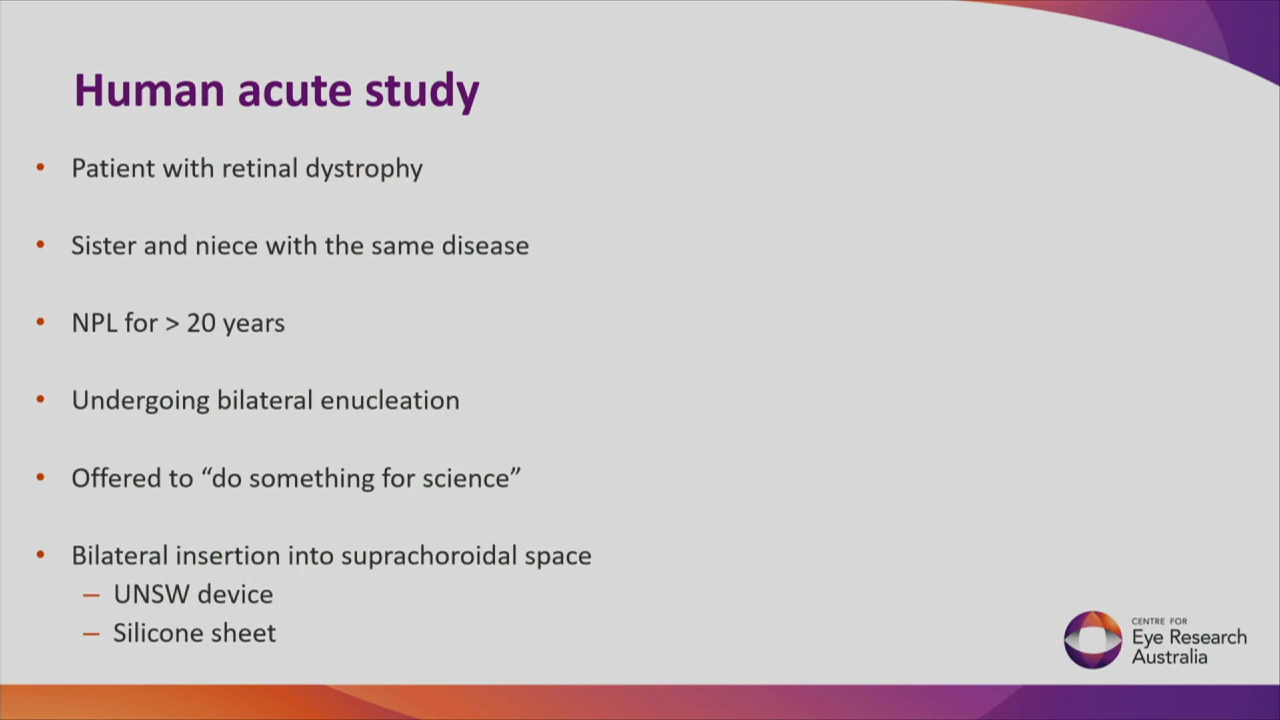 Human acute study
• Patient with retinal dystrophy
• Sister and niece with the same disease
• NPL for > 20 years
• Undergoing bilateral enucleation
• Offered to “do something for science”
• Bilateral insertion into suprachoroidal space
– UNSW device
– Silicone sheet
CENTRE FOR
Eye Research
Australia